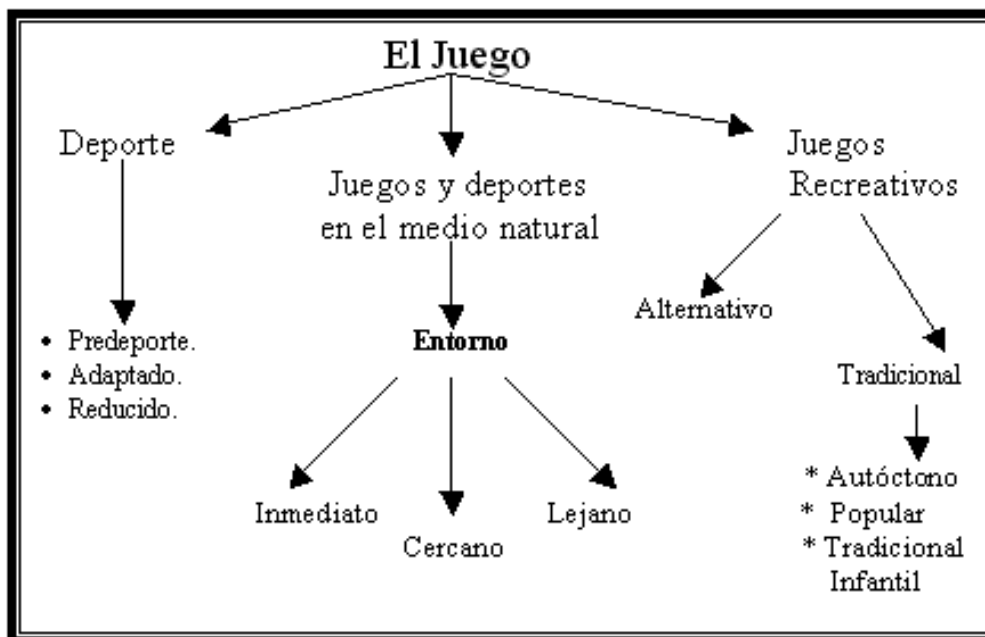 El Juego
Deporte
Juegos y deportes
en el medio natural
Juegos
Recreativos
Alternativo
• Predeporte.
• Adaptado.
• Reducido.
Entorno
Tradicional
Inmediato
Cercano
Lejano
* Autóctono
* Popular
* Tradicional
Infantil